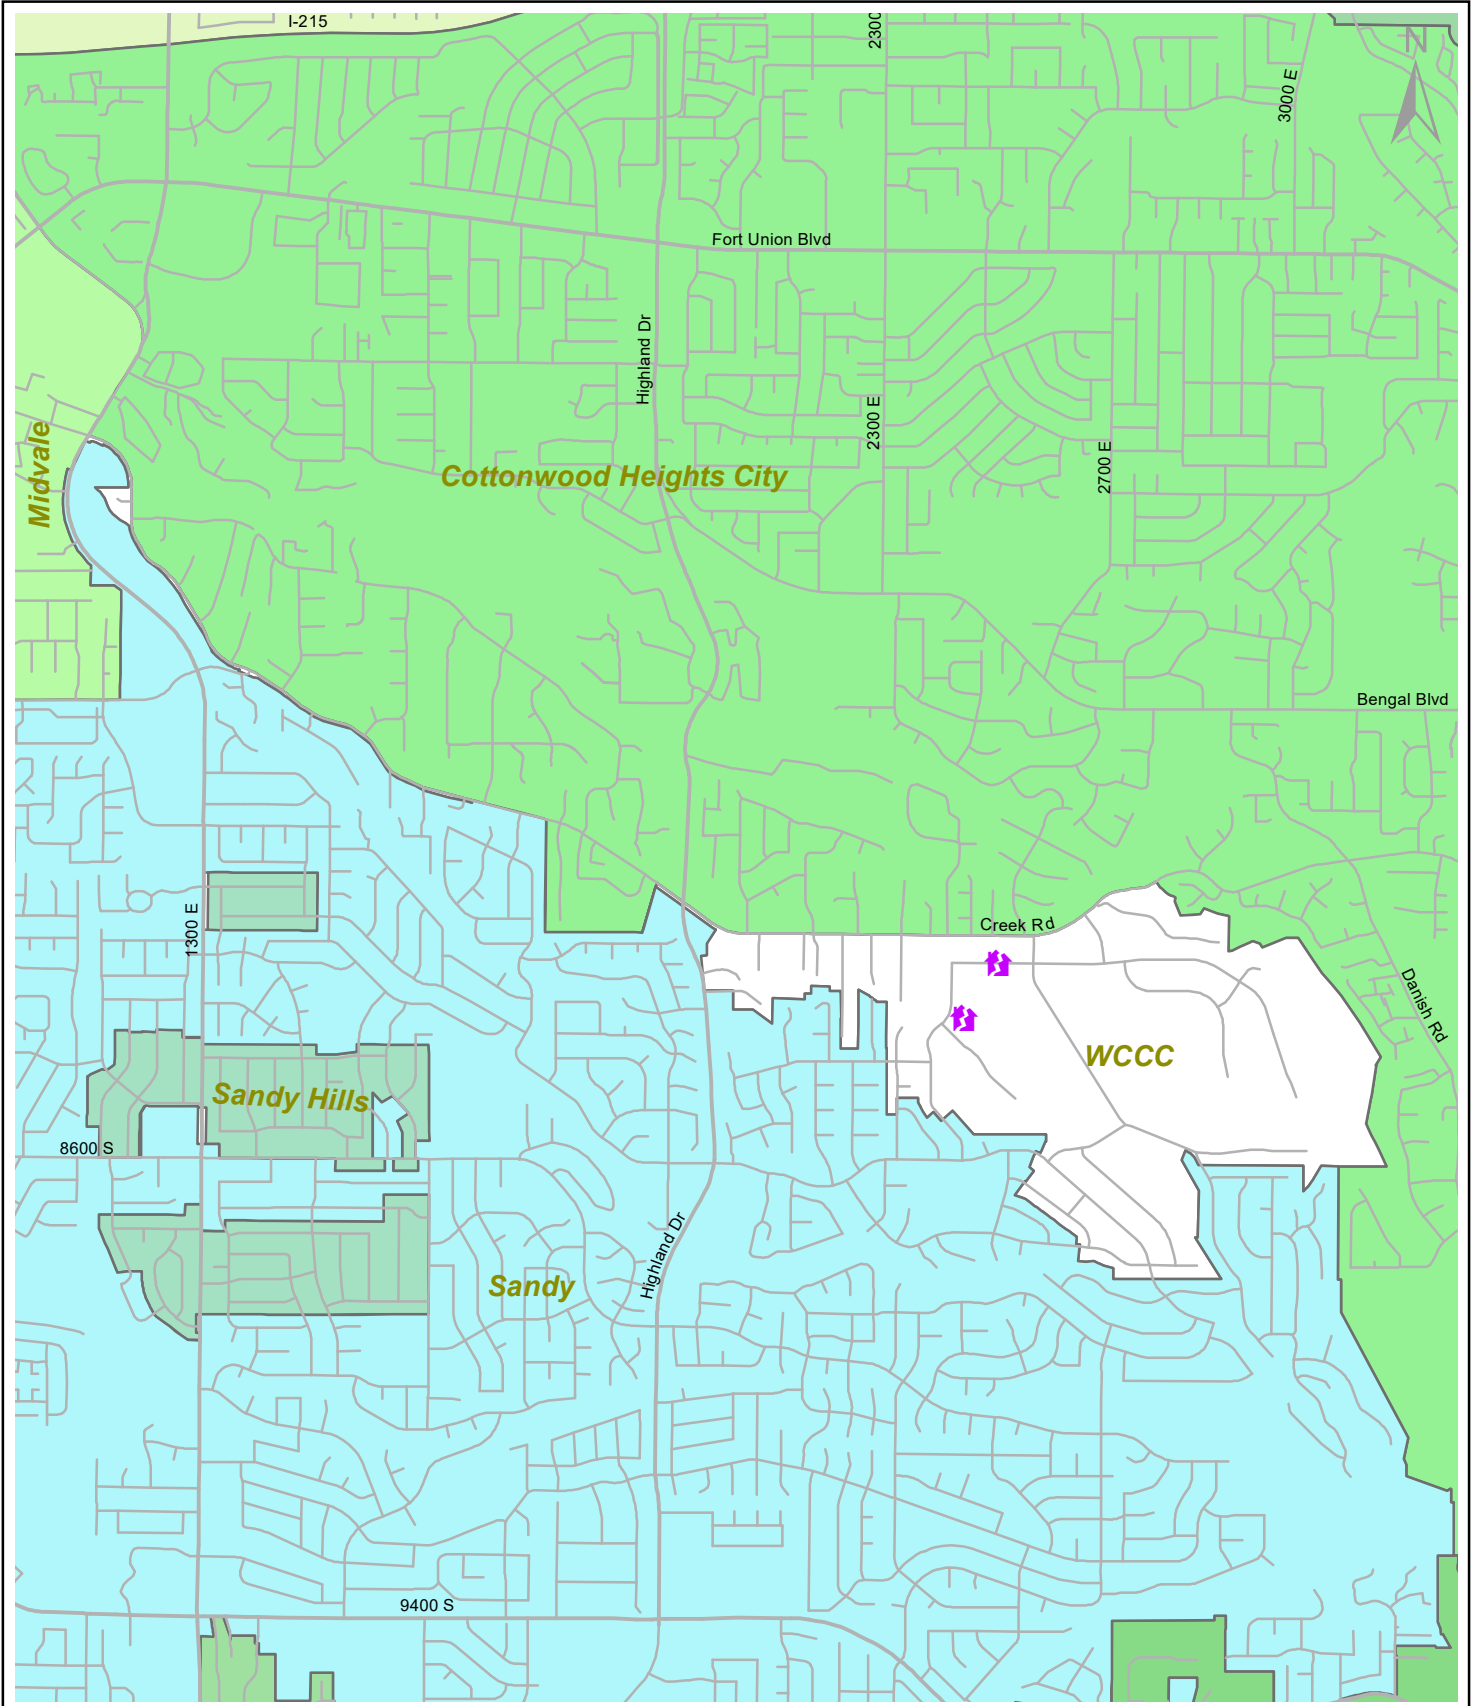 I-215
2300
N
3000 E
Fort Union Blvd
Highland Dr
2300 E
2700 E
Midvale
Cottonwood Heights City
Bengal Blvd
1300 E
Creek Rd
Danish Rd
WCCC
Sandy Hills
8600 S
Highland Dr
Sandy
9400 S